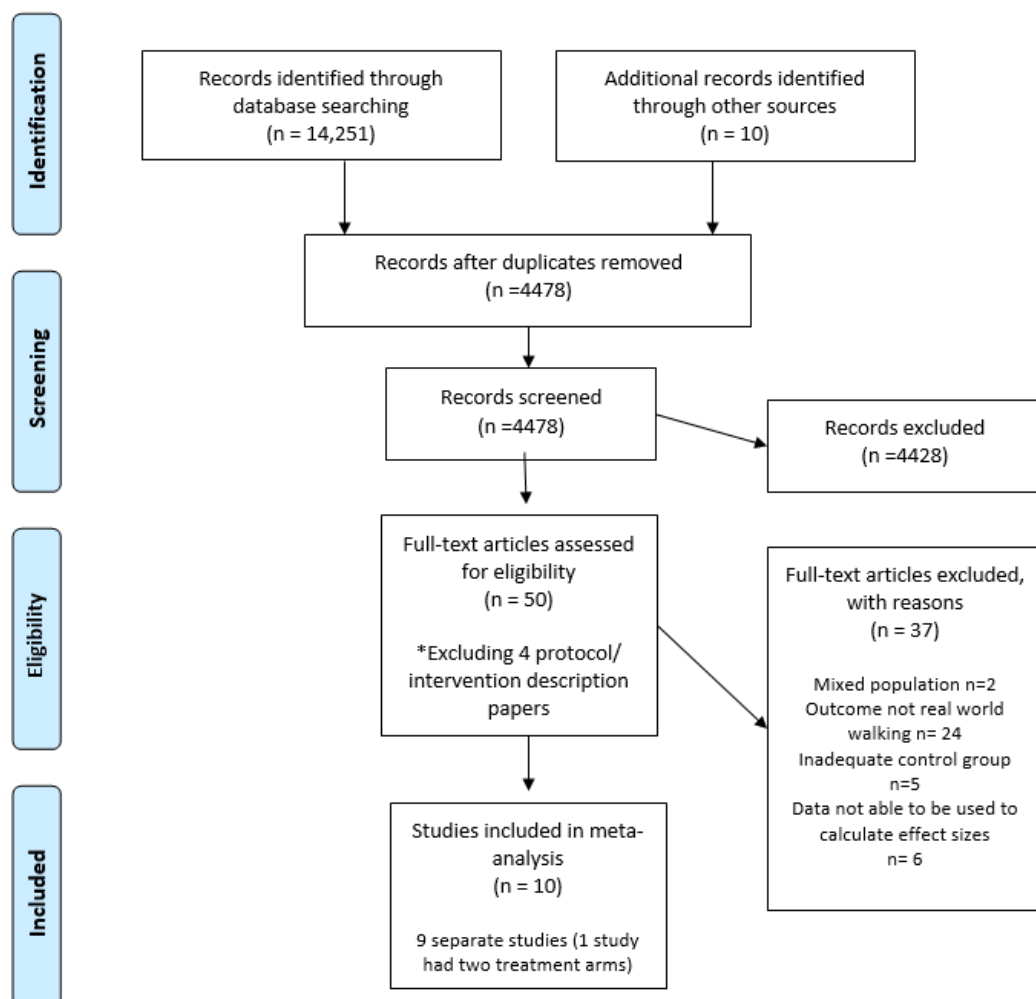 Identification
Records identified through
database searching
(n = 14,251)
Additional records identified
through other sources
(n = 10)
Records after duplicates removed
(n =4478)
Screening
Records screened
(n =4478)
Records excluded
(n =4428)
Eligibility
Full-text articles assessed
for eligibility
(n = 50)
*Excluding 4 protocol/
intervention description
papers
Full-text articles excluded,
with reasons
(n = 37)
Mixed population n=2
Outcome not real world
walking n= 24
Inadequate control group
n=5
Data not able to be used to
calculate effect sizes
n= 6
Included
Studies included in meta-
analysis
(n = 10)
9 separate studies (1 study
had two treatment arms)